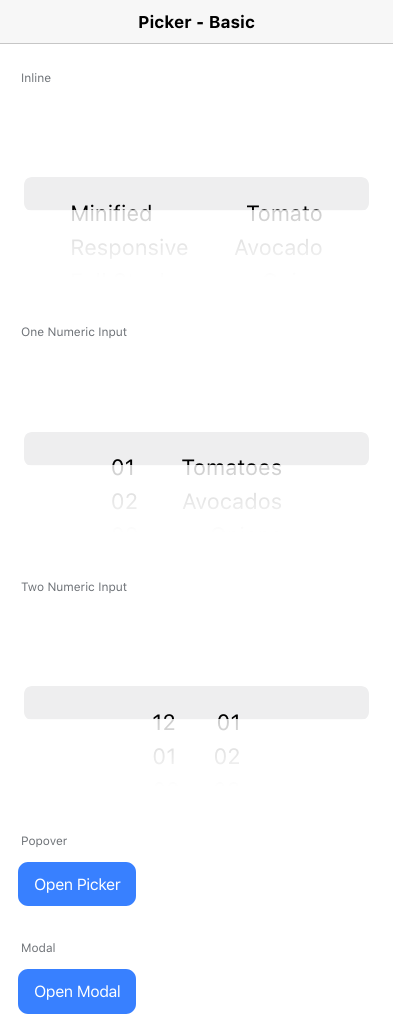 Picker - Basic
Inline
Minified Tomato
Responsive Avocado
One Numeric Input
01 Tomatoes
02 Avocados
Two Numeric Input
12 01
01 02
Popover
Open Picker
Modal
Open Modal